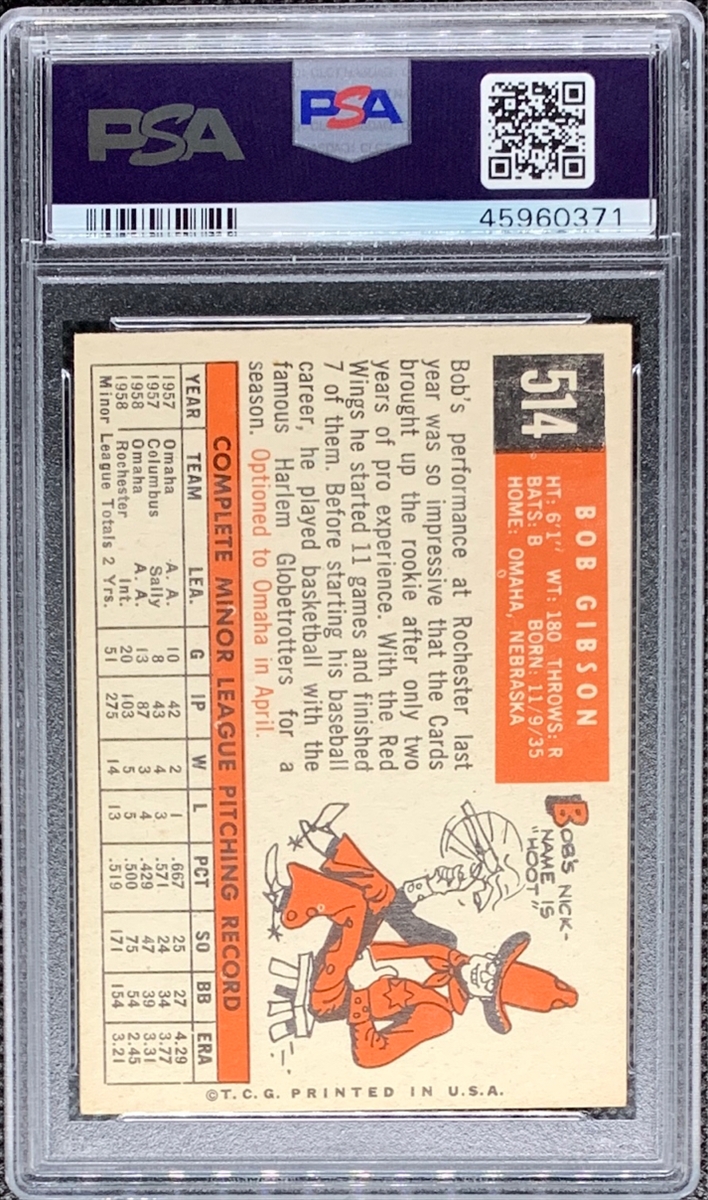 PSA
PSA
45960371
514
BOB GIBSON
HT: 6'1" WT: 180 THROWS: R
BATS: B BORN: 11/9/35
HOME: OMAHA, NEBRASKA
Bob's performance at Rochester last
year was so impressive that the Cards
brought up the rookie after only two
years of pro experience. With the Red
Wings he started 11 games and finished
7 of them. Before starting his baseball
career, he played basketball with the
famous Harlem Globetrotters for a
season. Optioned to Omaha in April.
BOB'S NICK-
NAME IS
"HOOT"
COMPLETE MINOR LEAGUE PITCHING RECORD
YEAR TEAM LEA. G IP W L PCT SO BB ERA
1957 Omaha A. A. 10 42 2 1 .667 25 27 4.29
1957 Columbus Sally 8 43 4 3 .571 24 34 3.77
1958 Omaha A. A. 13 87 3 4 .429 47 39 3.31
1958 Rochester Int. 20 103 5 5 .500 75 54 2.45
Minor League Totals 2 Yrs. 51 275 14 13 .519 171 154 3.21
©T.C.G. PRINTED IN U.S.A.